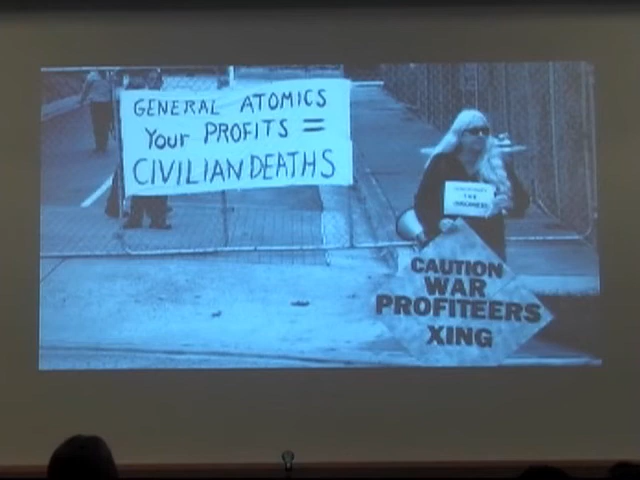 GENERAL ATOMICS
YOUR PROFITS =
CIVILIAN DEATHS
CAUTION
WAR
PROFITEERS
XING